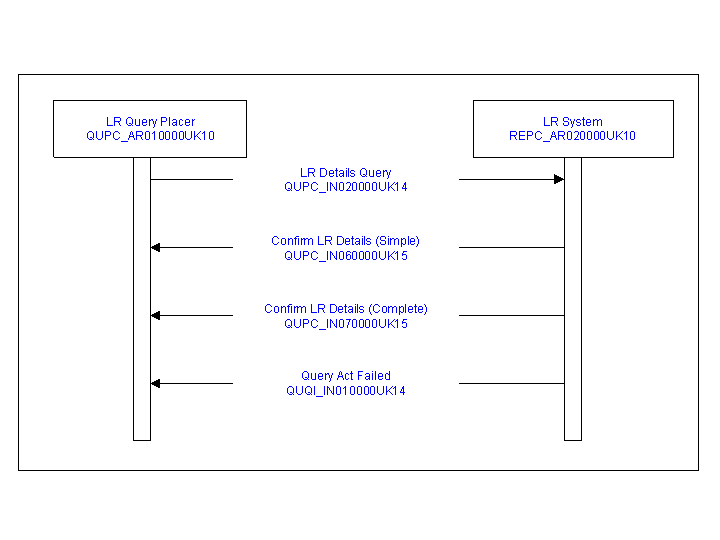 LR Query Placer
QUPC_AR010000UK10
LR System
REPC_AR020000UK10
LR Details Query
QUPC_IN020000UK14
Confirm LR Details (Simple)
QUPC_IN060000UK15
Confirm LR Details (Complete)
QUPC_IN070000UK15
Query Act Failed
QUQI_IN010000UK14